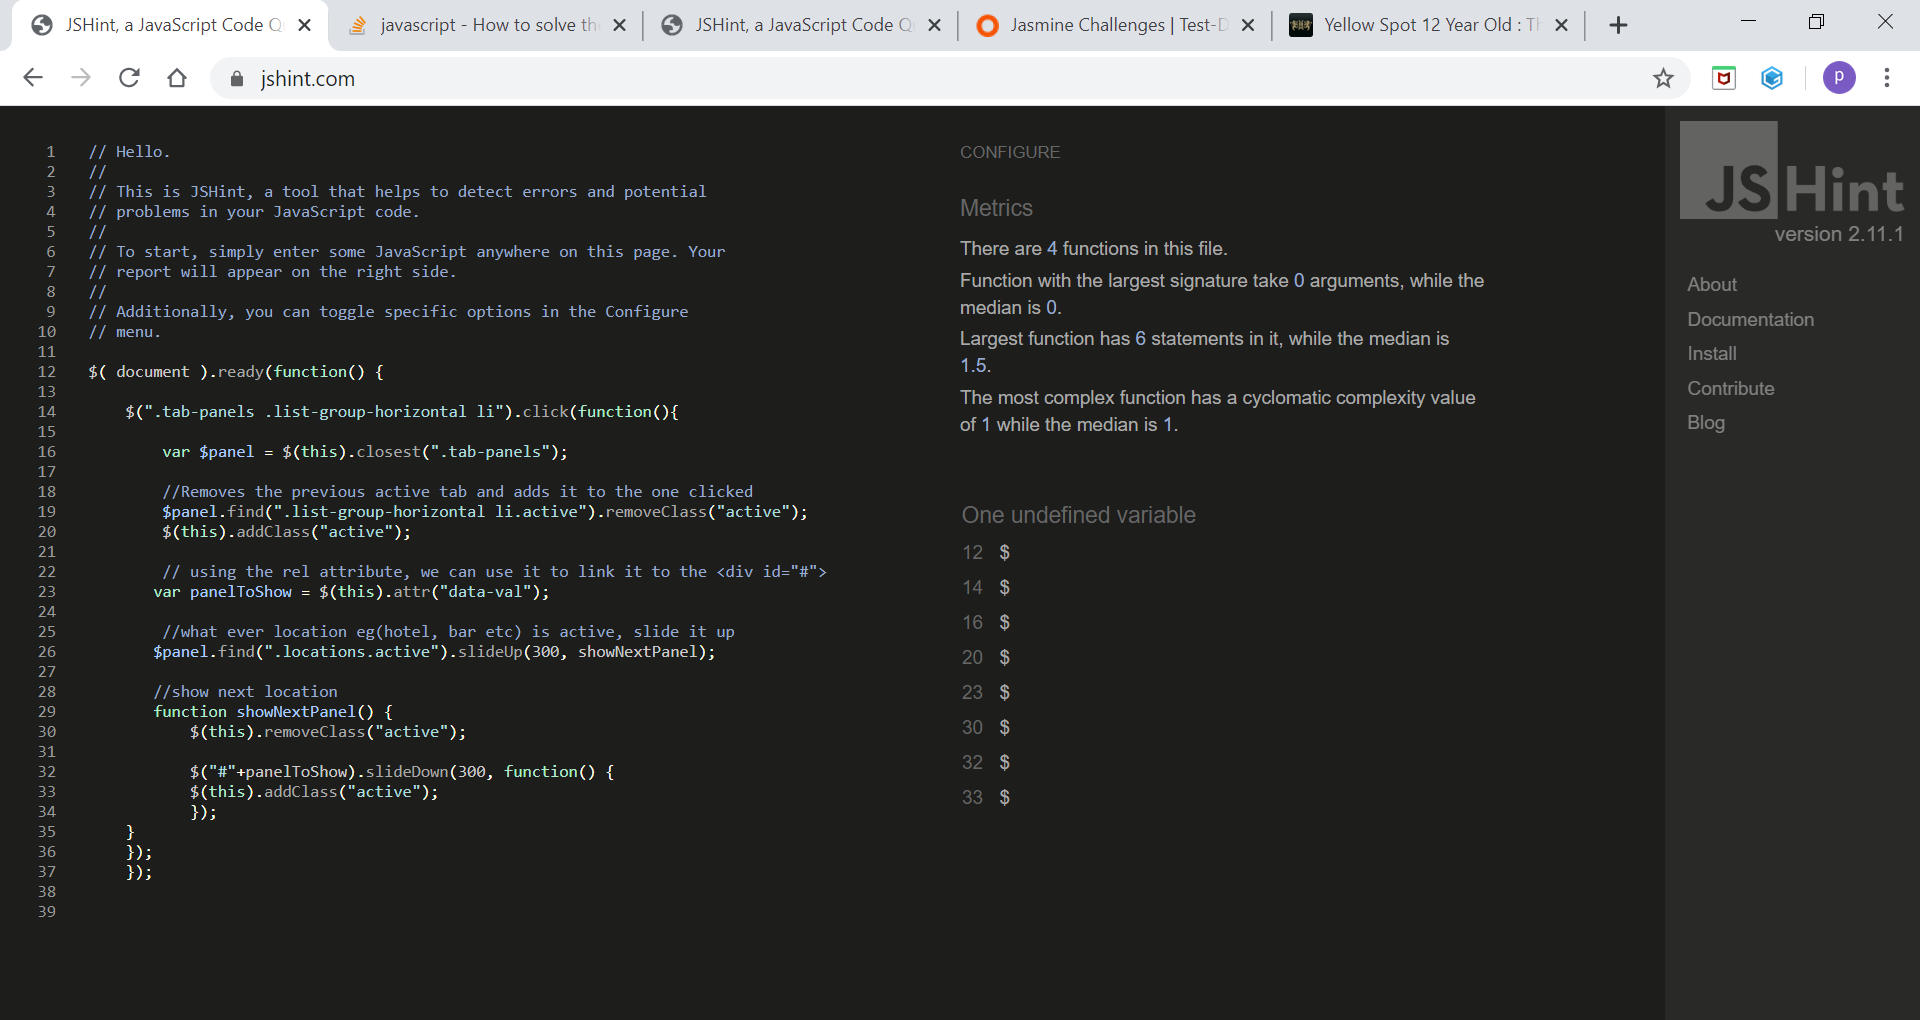 JSHint, a JavaScript Code Q
javascript - How to solve th
JSHint, a JavaScript Code Q
Jasmine Challenges | Test-D
Yellow Spot 12 Year Old : Th
jshint.com
p
1 // Hello.
2 //
3 // This is JSHint, a tool that helps to detect errors and potential
4 // problems in your JavaScript code.
5 //
6 // To start, simply enter some JavaScript anywhere on this page. Your
7 // report will appear on the right side.
8 //
9 // Additionally, you can toggle specific options in the Configure
10 // menu.
11
12 $( document ).ready(function() {
13
14 $(".tab-panels .list-group-horizontal li").click(function(){
15
16 var $panel = $(this).closest(".tab-panels");
17
18 //Removes the previous active tab and adds it to the one clicked
19 $panel.find(".list-group-horizontal li.active").removeClass("active");
20 $(this).addClass("active");
21
22 // using the rel attribute, we can use it to link it to the <div id="#">
23 var panelToShow = $(this).attr("data-val");
24
25 //what ever location eg(hotel, bar etc) is active, slide it up
26 $panel.find(".locations.active").slideUp(300, showNextPanel);
27
28 //show next location
29 function showNextPanel() {
30 $(this).removeClass("active");
31
32 $("#"+panelToShow).slideDown(300, function() {
33 $(this).addClass("active");
34 });
35 }
36 });
37 });
38
39
CONFIGURE
Metrics
There are 4 functions in this file.
Function with the largest signature take 0 arguments, while the
median is 0.
Largest function has 6 statements in it, while the median is
1.5.
The most complex function has a cyclomatic complexity value
of 1 while the median is 1.
One undefined variable
12 $
14 $
16 $
20 $
23 $
30 $
32 $
33 $
JSHint
version 2.11.1
About
Documentation
Install
Contribute
Blog